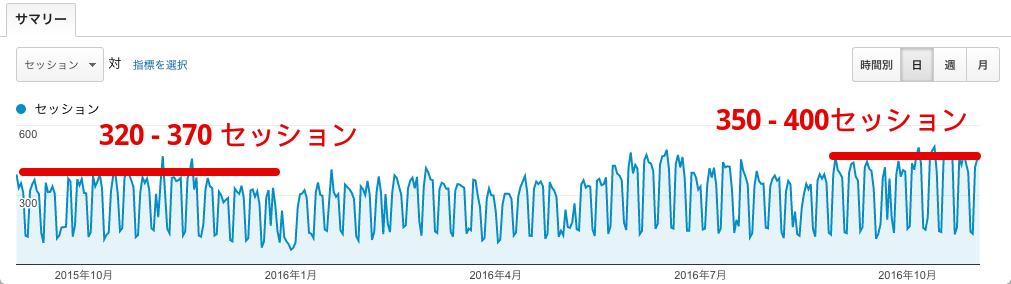 サマリー
セッション 対 指標を選択
時間別 日 週 月
セッション
600
320 - 370 セッション
350 - 400セッション
300
2015年10月 2016年1月 2016年4月 2016年7月 2016年10月